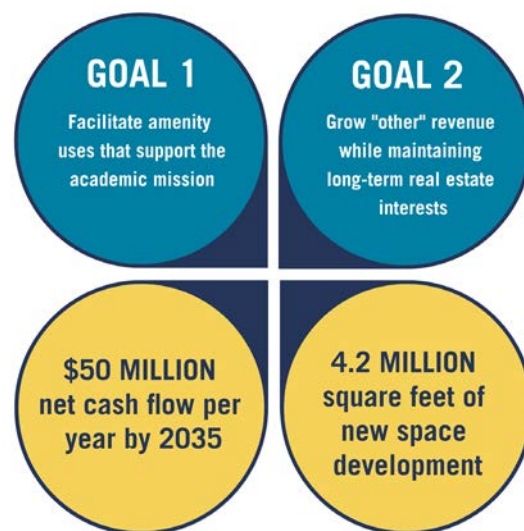 GOAL 1
Facilitate amenity
uses that support the
academic mission
GOAL 2
Grow "other" revenue
while maintaining
long-term real estate
interests
$50 MILLION
net cash flow per
year by 2035
4.2 MILLION
square feet of
new space
development